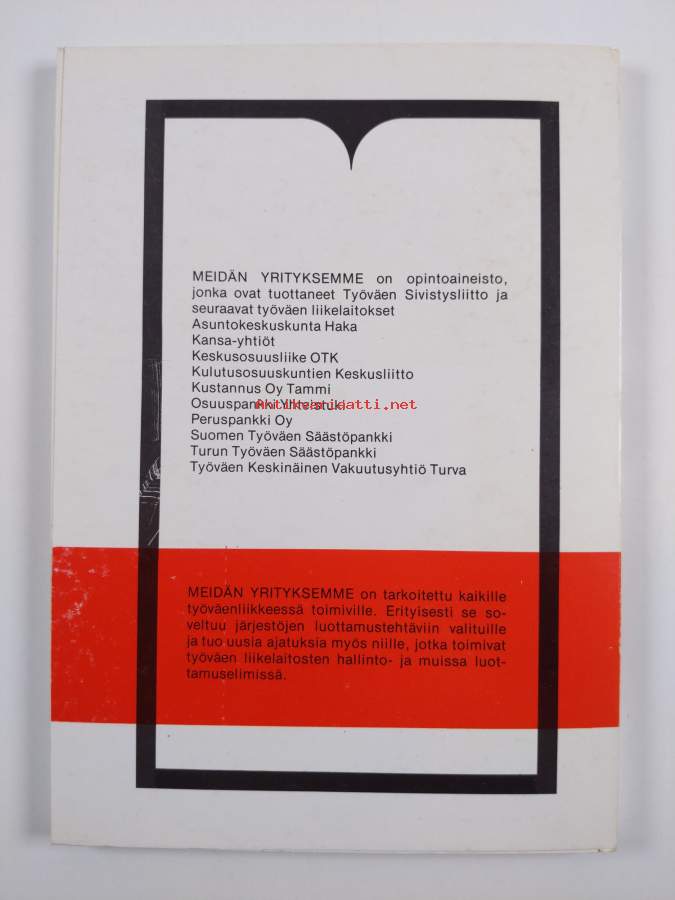 MEIDÄN YRITYKSEMME on opintoaineisto,
jonka ovat tuottaneet Työväen Sivistysliitto ja
seuraavat työväen liikelaitokset
Asuntokeskuskunta Haka
Kansa-yhtiöt
Keskusosuusliike OTK
Kulutusosuuskuntien Keskusliitto
Kustannus Oy Tammi
Osuuspankki
Antikvariaatti.net
Peruspankki Oy
Suomen Työväen Säästöpankki
Turun Työväen Säästöpankki
Työväen Keskinäinen Vakuutusyhtiö Turva
MEIDÄN YRITYKSEMME on tarkoitettu kaikille
työväenliikkeessä toimiville. Erityisesti se so-
veltuu järjestöjen luottamustehtäviin valituille
ja tuo uusia ajatuksia myös niille, jotka toimivat
työväen liikelaitosten hallinto- ja muissa luot-
tamuselimissä.